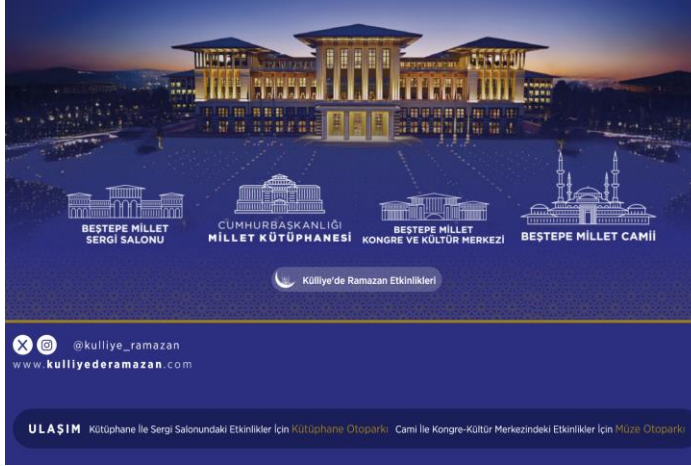 BEŞTEPE MİLLET
SERGİ SALONU
CUMHURBAŞKANLIĞI
MİLLET KÜTÜPHANESİ
BEŞTEPE MİLLET
KONGRE VE KÜLTÜR MERKEZİ
BEŞTEPE MİLLET CAMİİ
Külliye'de Ramazan Etkinlikleri
@kulliye_ramazan
www.kulliyederamazan.com
ULAŞIM Kütüphane İle Sergi Salonundaki Etkinlikler İçin Kütüphane Otoparkı Cami İle Kongre-Kültür Merkezindeki Etkinlikler İçin Müze Otoparkı